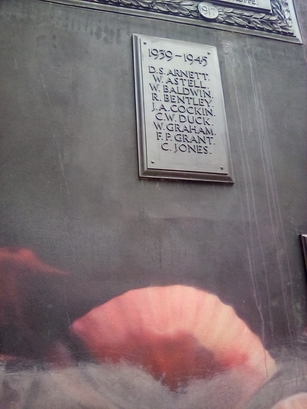 1939–1945
D.S. ARNETT.
W. ASTELL.
W. BALDWIN.
R. BENTLEY.
J.A. COCKIN.
C.W. DUCK.
W. GRAHAM.
F.P. GRANT.
C. JONES.